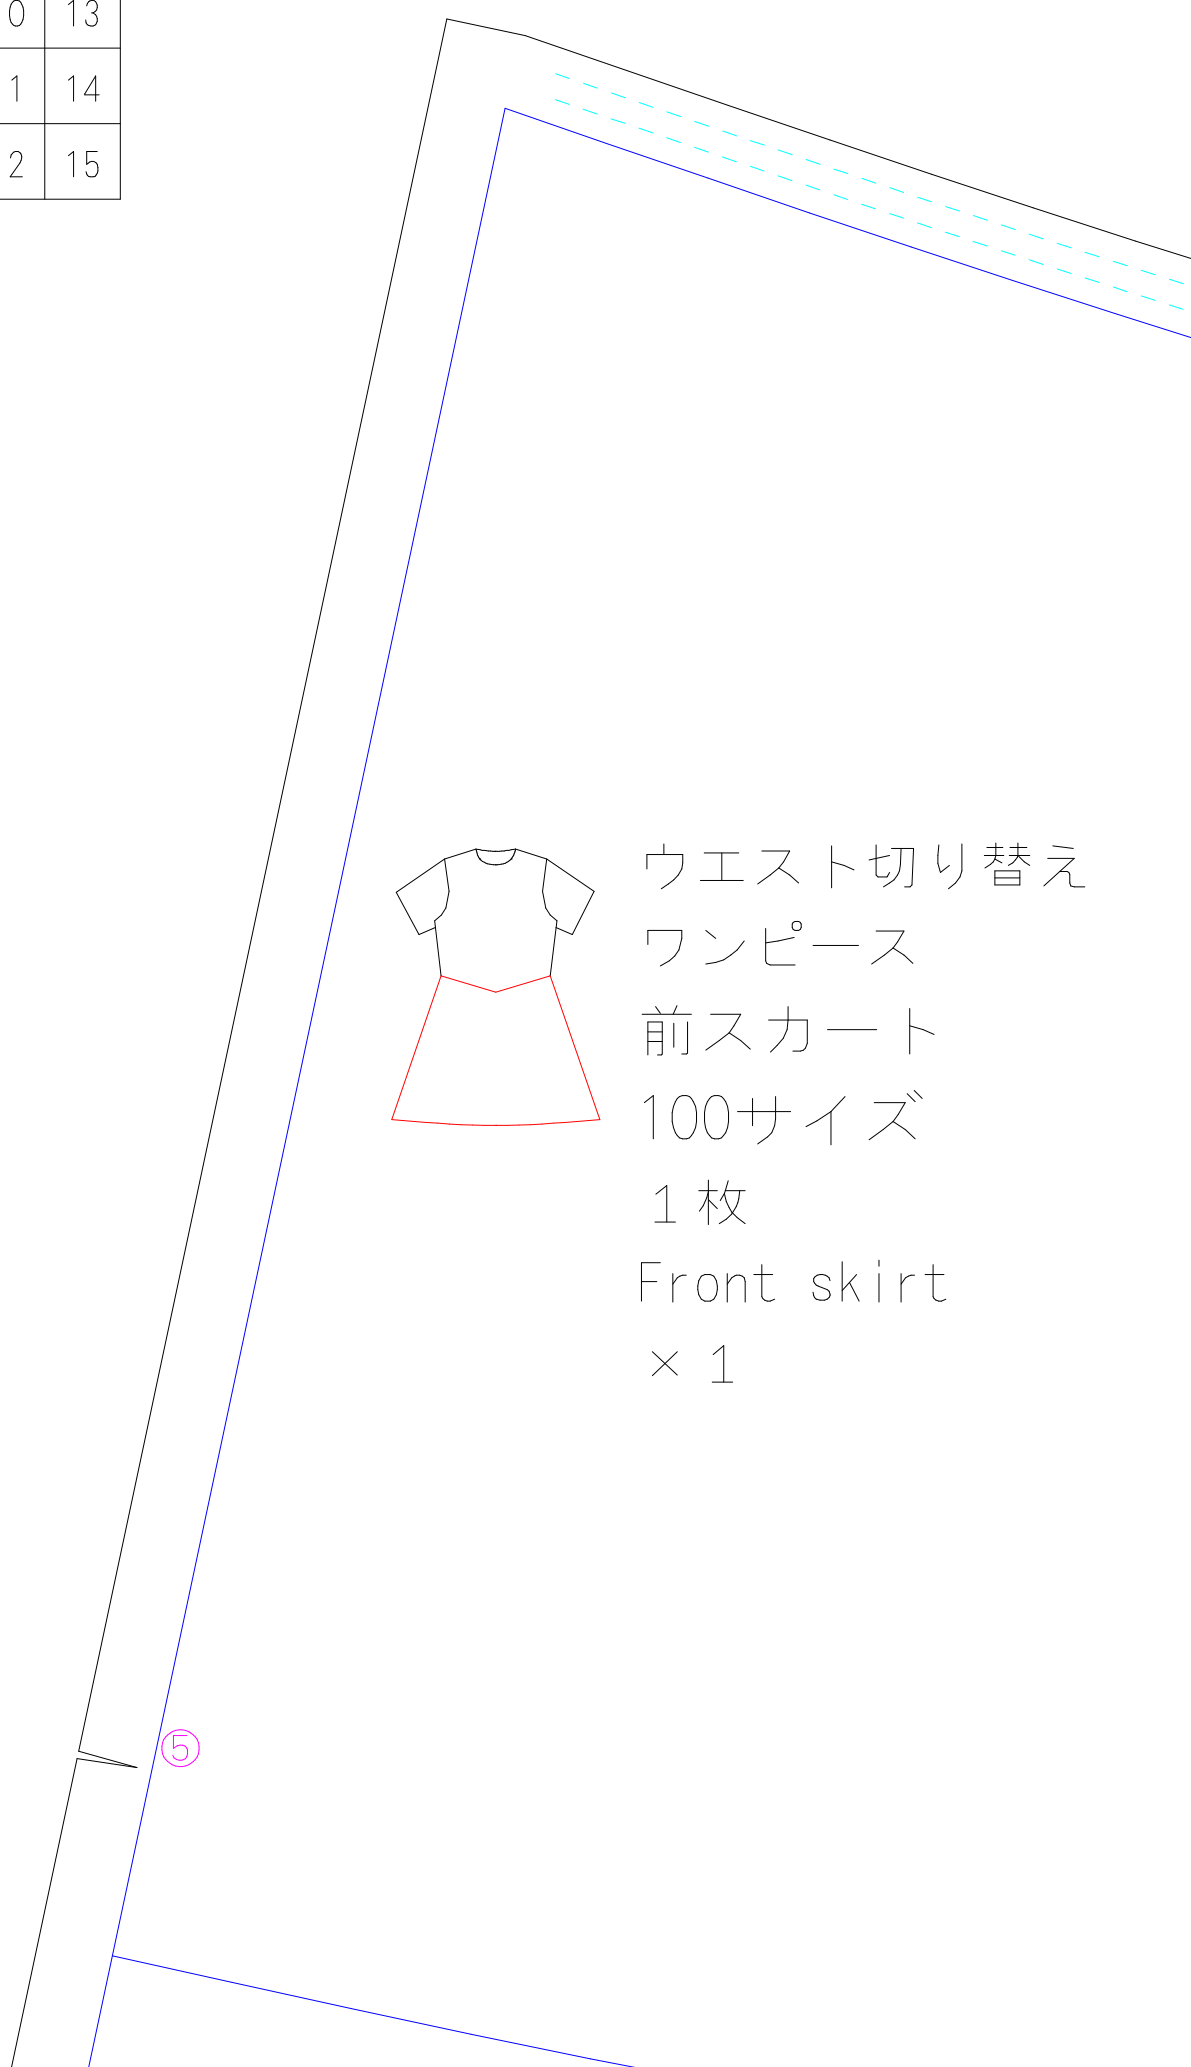 0 13
1 14
2 15
ウエスト切り替え
ワンピース
前スカート
100サイズ
１枚
Front skirt
×１
⑤